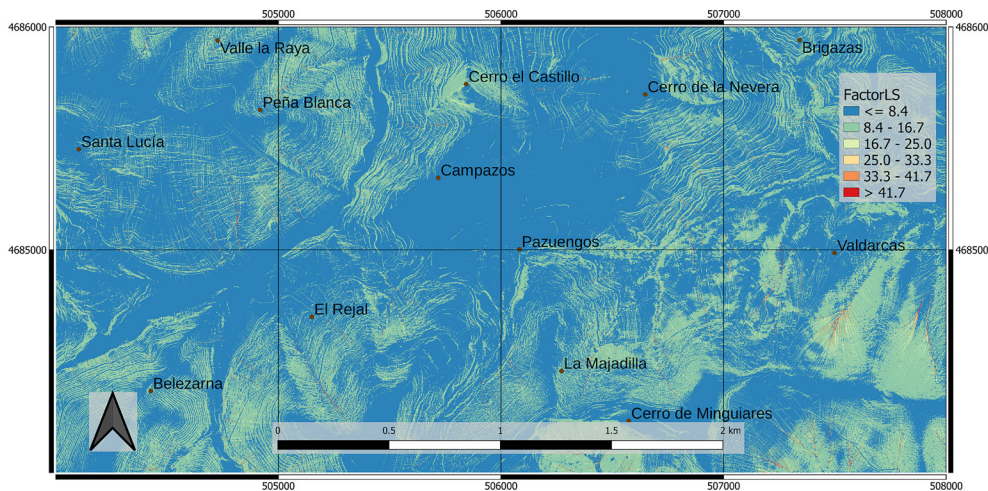 505000
506000
507000
508000
4686000
468600
Valle la Raya
Brigazas
Cerro el Castillo
Cerro de la Nevera
Peña Blanca
FactorLS
<= 8.4
8.4 - 16.7
16.7 - 25.0
25.0 - 33.3
33.3 - 41.7
> 41.7
Santa Lucía
Campazos
Pazuengos
Valdarcas
4685000
468500
El Rejal
La Majadilla
Belezarna
Cerro de Minguiares
0
0.5
1
1.5
2 km
505000
506000
507000
508000